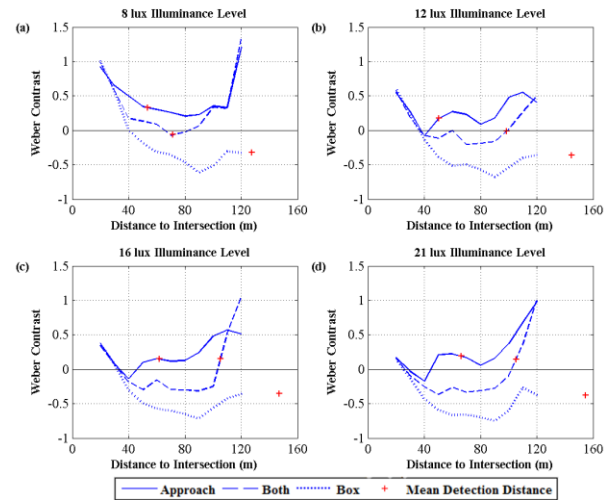 8 lux Illuminance Level
(a)
1.5
1
0.5
0
-0.5
-1
Weber Contrast
0 40 80 120 160
Distance to Intersection (m)
12 lux Illuminance Level
(b)
1.5
1
0.5
0
-0.5
-1
Weber Contrast
0 40 80 120 160
Distance to Intersection (m)
16 lux Illuminance Level
(c)
1.5
1
0.5
0
-0.5
-1
Weber Contrast
0 40 80 120 160
Distance to Intersection (m)
21 lux Illuminance Level
(d)
1.5
1
0.5
0
-0.5
-1
Weber Contrast
0 40 80 120 160
Distance to Intersection (m)
Approach Both Box + Mean Detection Distance